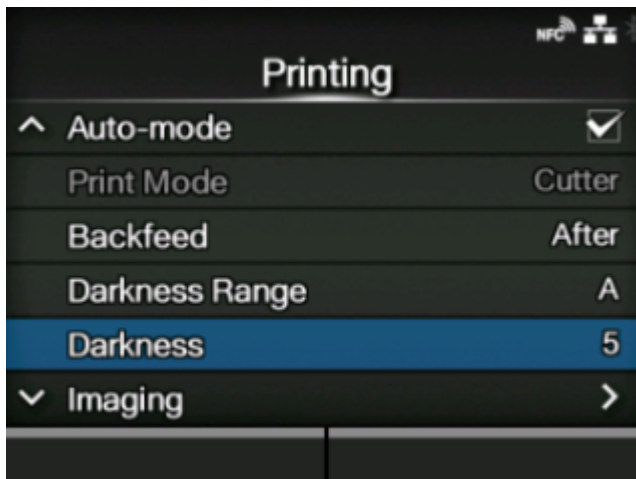 NFC
Printing
Auto-mode
Print Mode Cutter
Backfeed After
Darkness Range A
Darkness 5
Imaging